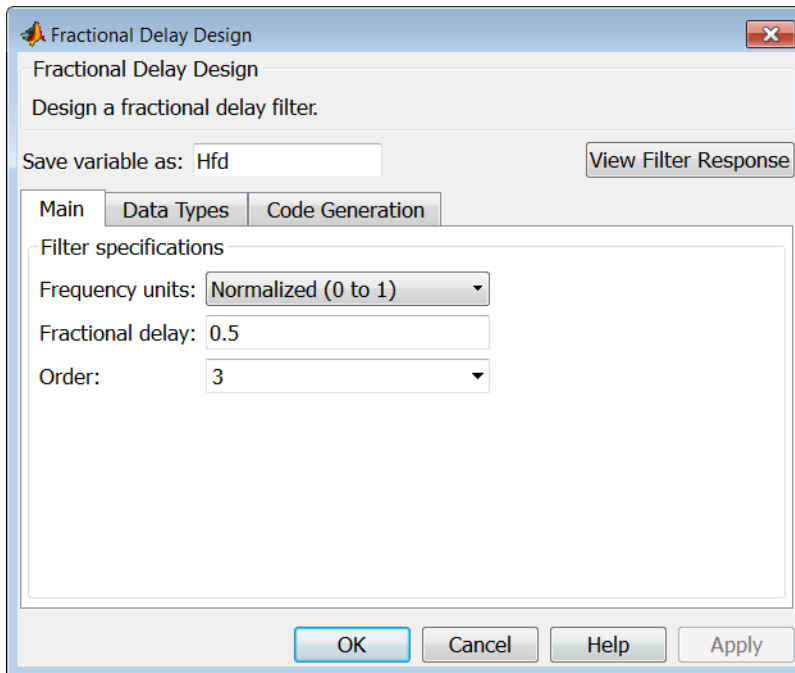 Fractional Delay Design
Fractional Delay Design
Design a fractional delay filter.
Save variable as: Hfd View Filter Response
Main Data Types Code Generation
Filter specifications
Frequency units: Normalized (0 to 1)
Fractional delay: 0.5
Order: 3
OK Cancel Help Apply